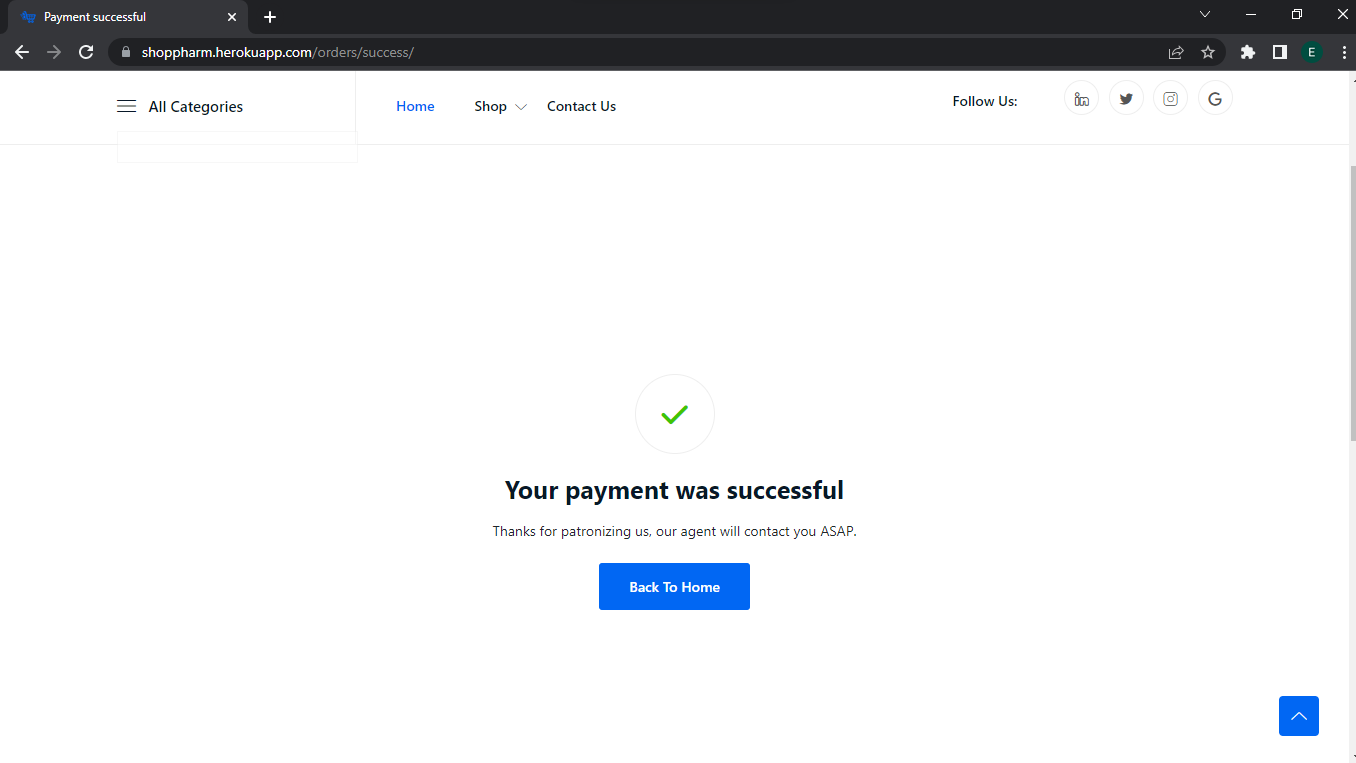 Payment successful
shoppharm.herokuapp.com/orders/success/
E
All Categories
Home
Shop
Contact Us
Follow Us:
Your payment was successful
Thanks for patronizing us, our agent will contact you ASAP.
Back To Home